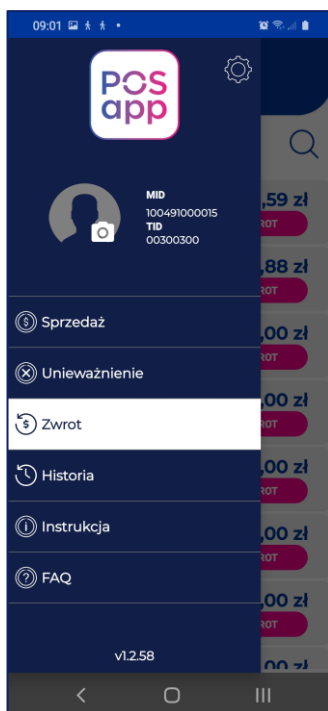 09:01
POS
app
MID
100491000015
TID
00300300
Sprzedaż
Unieważnienie
Zwrot
Historia
Instrukcja
FAQ
v1.2.58
,59 zł
ROT
,88 zł
ROT
,00 zł
ROT
,00 zł
ROT
,00 zł
ROT
,00 zł
ROT
,00 zł
ROT
,00 zł